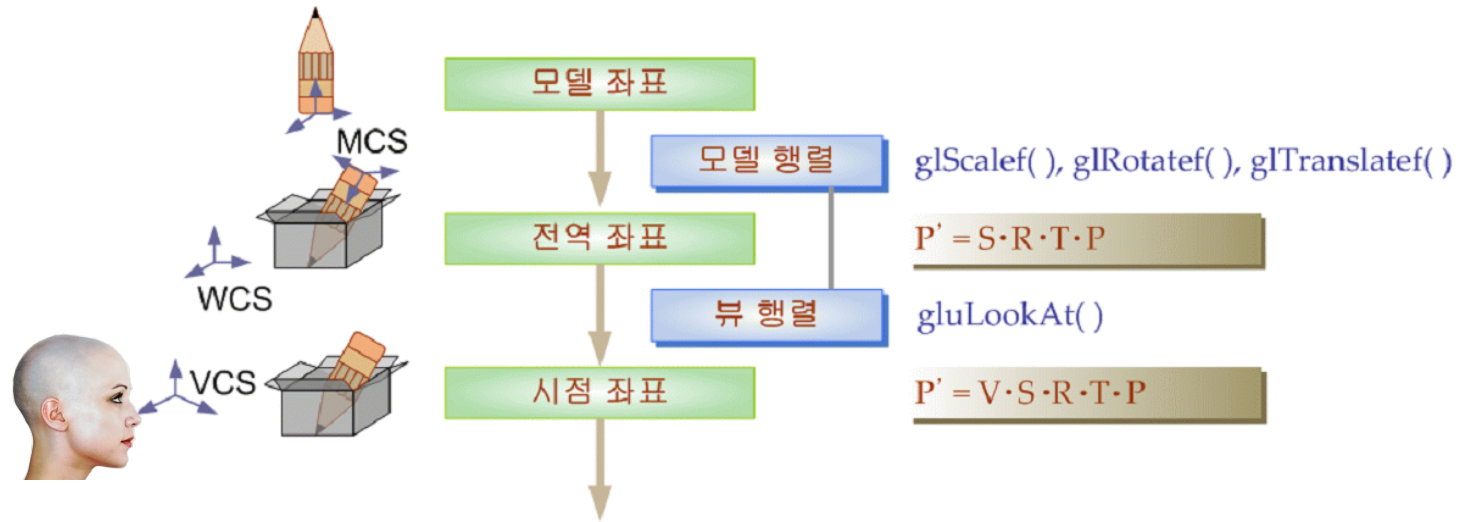 모델 좌표
MCS
모델 행렬
glScalef( ), glRotatef( ), glTranslatef( )
전역 좌표
P' = S·R·T·P
WCS
뷰 행렬
gluLookAt( )
VCS
시점 좌표
P' = V·S·R·T·P